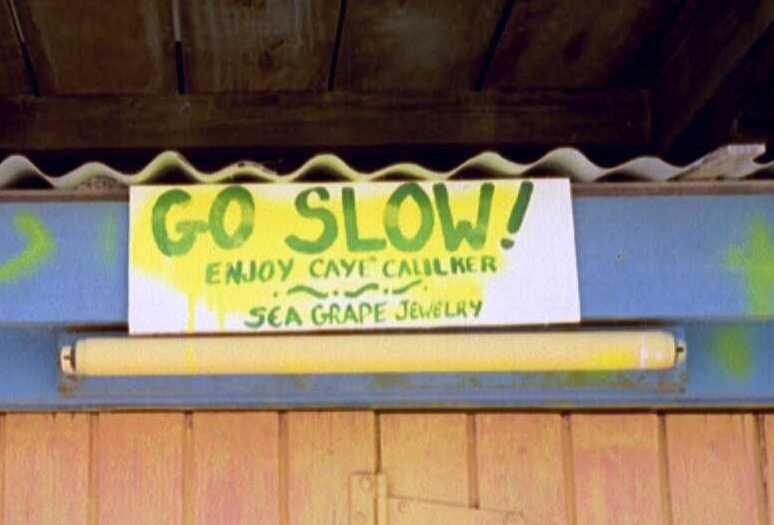 GO SLOW!
ENJOY CAYE CAULKER
SEA GRAPE JEWELRY